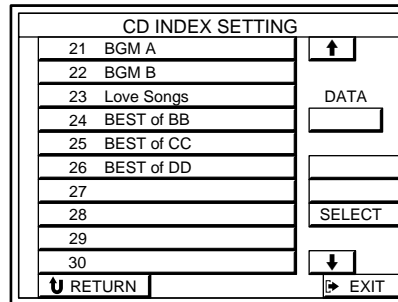 CD INDEX SETTING
21 BGM A
22 BGM B
23 Love Songs
DATA
24 BEST of BB
25 BEST of CC
26 BEST of DD
27
28
SELECT
29
30
RETURN
EXIT